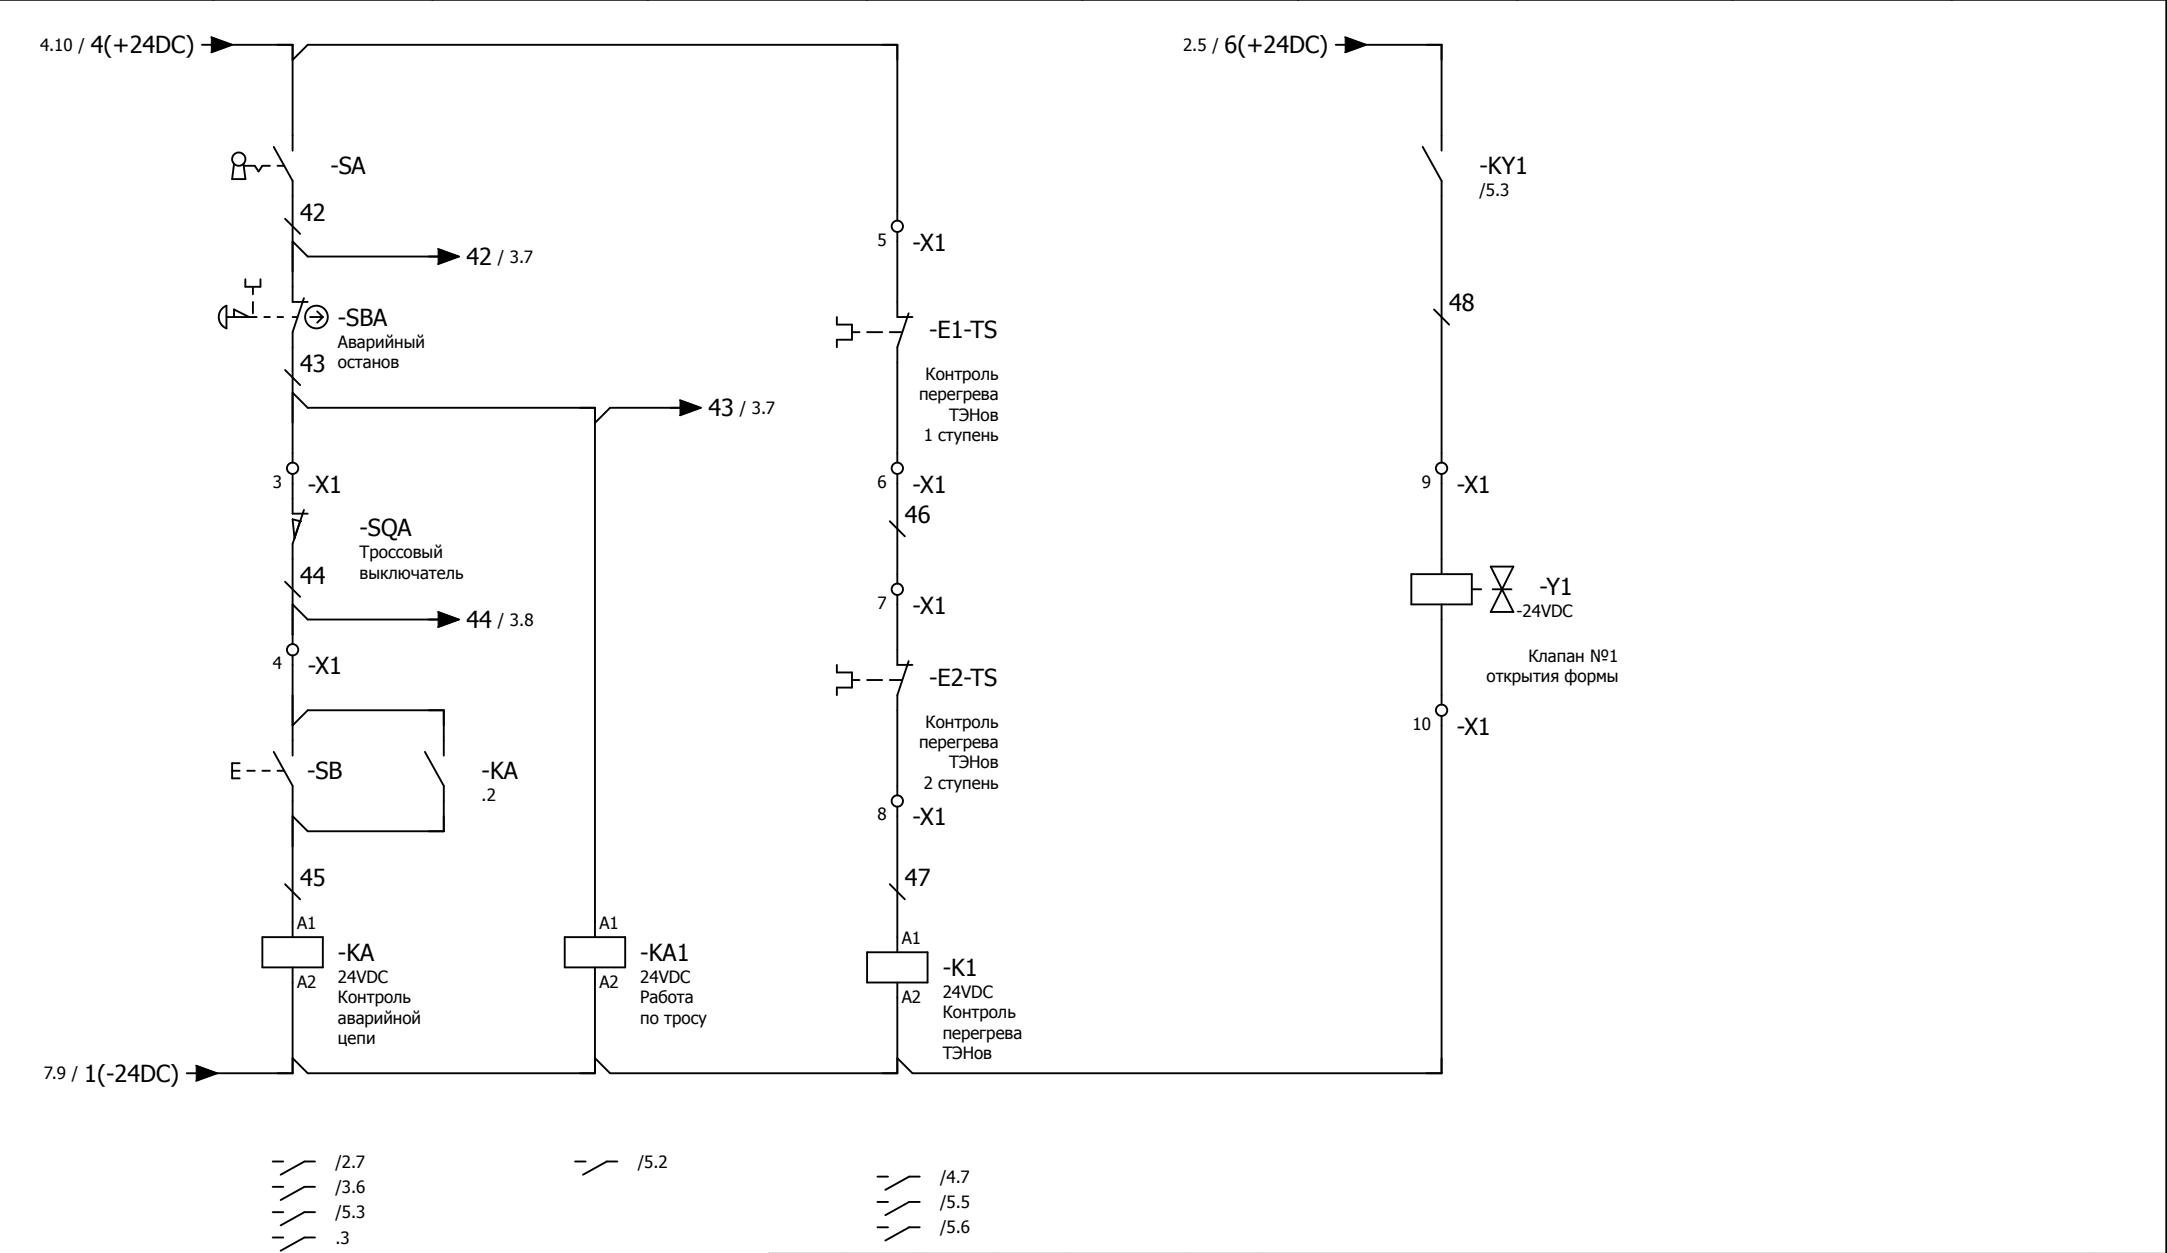 4.10 / 4(+24DC)
2.5 / 6(+24DC)
-SA
-KY1
/5.3
42
42 / 3.7
5
-X1
-SBA
Аварийный
останов
43
48
-E1-TS
Контроль
перегрева
ТЭНов
1 ступень
43 / 3.7
3
-X1
6
-X1
9
-X1
-SQA
Троссовый
выключатель
44
46
44 / 3.8
7
-X1
-Y1
-24VDC
Клапан №1
открытия формы
4
-X1
-E2-TS
Контроль
перегрева
ТЭНов
2 ступень
10
-X1
E
-SB
-KA
.2
8
-X1
45
47
A1
-KA
24VDC
A2
Контроль
аварийной
цепи
A1
-KA1
24VDC
A2
Работа
по тросу
A1
-K1
24VDC
A2
Контроль
перегрева
ТЭНов
7.9 / 1(-24DC)
/2.7
/3.6
/5.3
.3
/5.2
/4.7
/5.5
/5.6